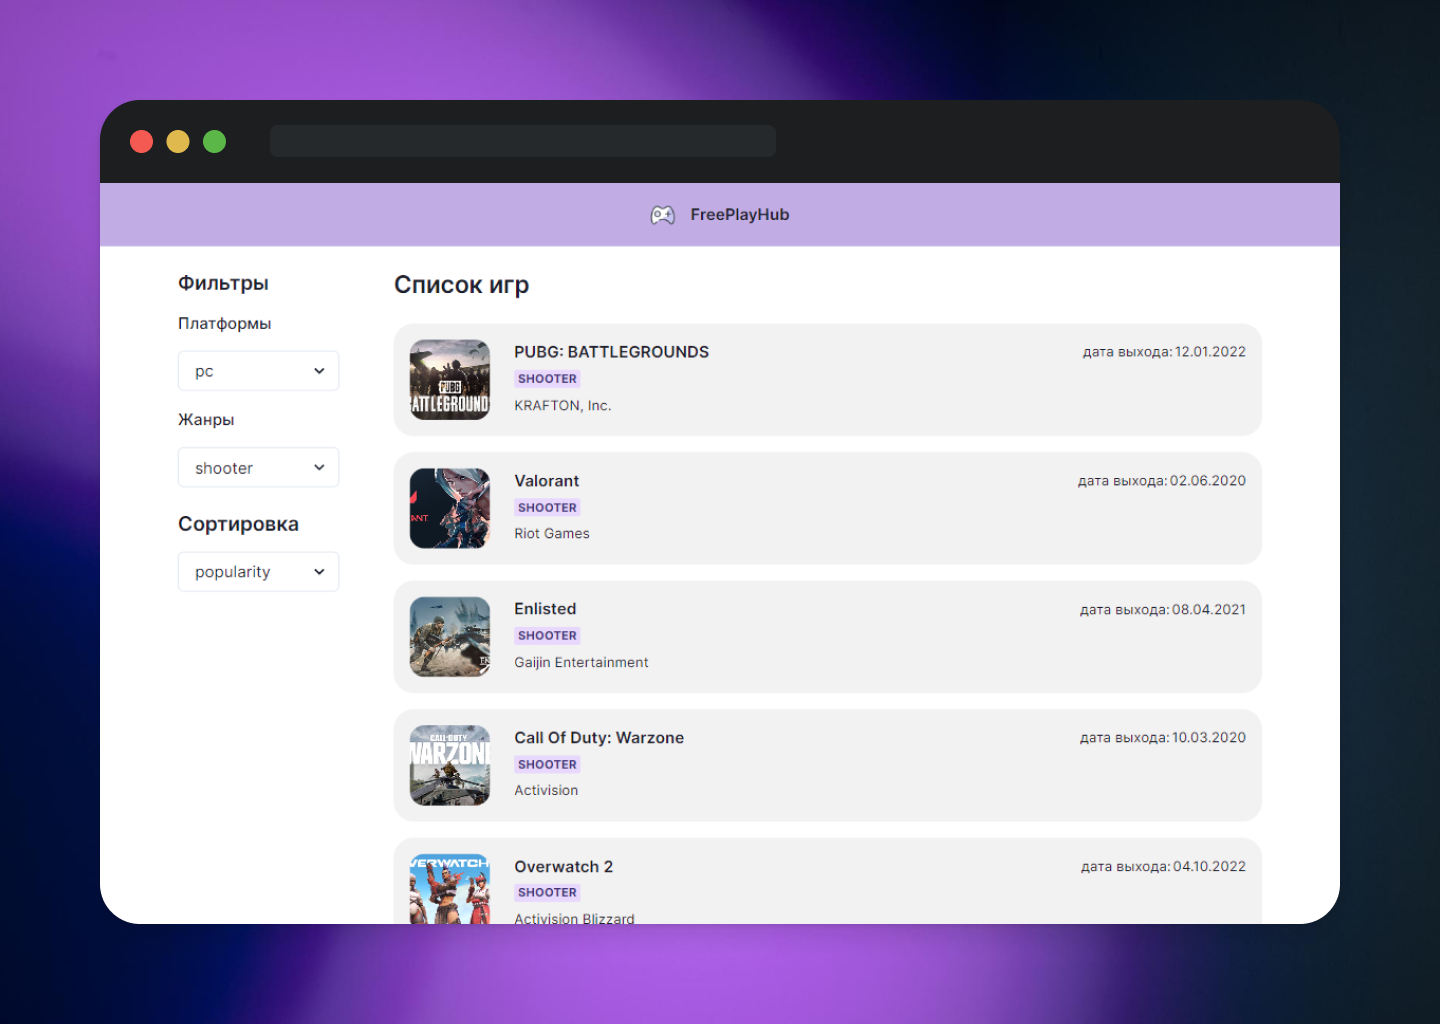 FreePlayHub
Фильтры
Платформы
pc
Жанры
shooter
Сортировка
popularity
Список игр
PUBG: BATTLEGROUNDS
дата выхода: 12.01.2022
SHOOTER
KRAFTON, Inc.
PUBG
Valorant
дата выхода: 02.06.2020
SHOOTER
Riot Games
Enlisted
дата выхода: 08.04.2021
SHOOTER
Gaijin Entertainment
Call Of Duty: Warzone
дата выхода: 10.03.2020
SHOOTER
Activision
CALL·DUTY
WARZONE
Overwatch 2
дата выхода: 04.10.2022
SHOOTER
Activision Blizzard